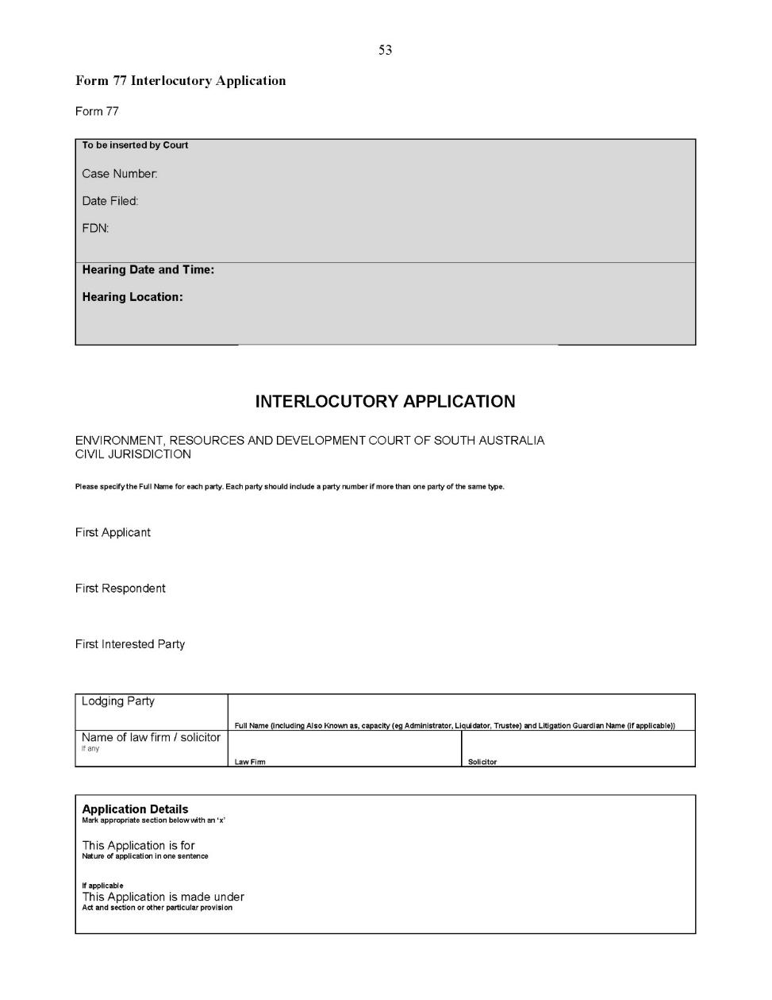 53
Form 77 Interlocutory Application
Form 77
To be inserted by Court
Case Number:
Date Filed:
FDN:
Hearing Date and Time:
Hearing Location:
INTERLOCUTORY APPLICATION
ENVIRONMENT, RESOURCES AND DEVELOPMENT COURT OF SOUTH AUSTRALIA
CIVIL JURISDICTION
Please specify the Full Name for each party. Each party should include a party number if more than one party of the same type.
First Applicant
First Respondent
First Interested Party
Lodging Party
Full Name (including Also Known as, capacity (eg Administrator, Liquidator, Trustee) and Litigation Guardian Name (if applicable))
Name of law firm / solicitor
If any
Law Firm
Solicitor
Application Details
Mark appropriate section below with an ‘x’
This Application is for
Nature of application in one sentence
If applicable
This Application is made under
Act and section or other particular provision